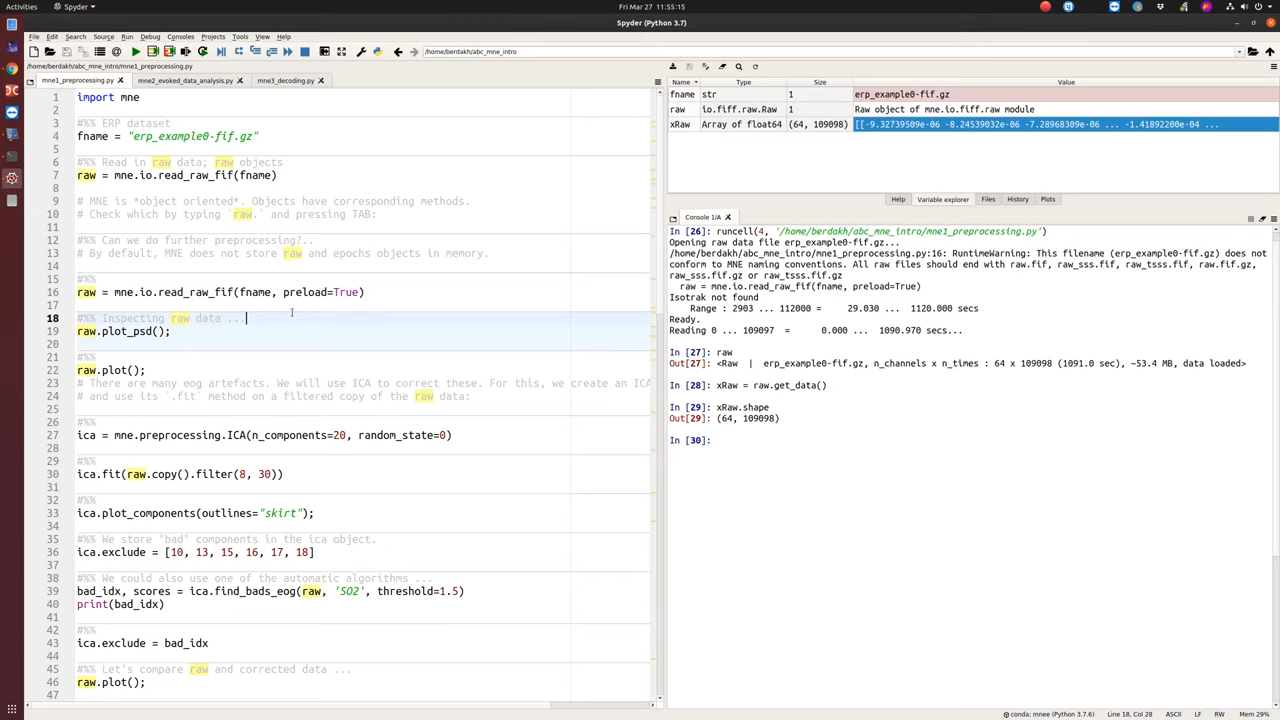 Activities
Spyder ▾
Fri Mar 27 11:55:15
Spyder (Python 3.7)
File Edit Search Source Run Debug Consoles Projects Tools View Help
/home/berdakh/abc_mne_intro
/home/berdakh/abc_mne_intro/mne1_preprocessing.py
mne1_preprocessing.py
mne2_evoked_data_analysis.py
mne3_decoding.py
1 import mne
2
3 #%% ERP dataset
4 fname = "erp_example0-fif.gz"
5
6 #%% Read in raw data; raw objects
7 raw = mne.io.read_raw_fif(fname)
8
9 # MNE is *object oriented*. Objects have corresponding methods.
10 # Check which by typing `raw.` and pressing TAB:
11
12 #%% Can we do further preprocessing?..
13 # By default, MNE does not store raw and epochs objects in memory.
14
15 #%%
16 raw = mne.io.read_raw_fif(fname, preload=True)
17
18 #%% Inspecting raw data ...
19 raw.plot_psd();
20
21 #%%
22 raw.plot();
23 # There are many eog artefacts. We will use ICA to correct these. For this, we create an ICA
24 # and use its `.fit` method on a filtered copy of the raw data:
25
26 #%%
27 ica = mne.preprocessing.ICA(n_components=20, random_state=0)
28
29 #%%
30 ica.fit(raw.copy().filter(8, 30))
31
32 #%%
33 ica.plot_components(outlines="skirt");
34
35 #%% We store "bad" components in the ica object.
36 ica.exclude = [10, 13, 15, 16, 17, 18]
37
38 #%% We could also use one of the automatic algorithms ...
39 bad_idx, scores = ica.find_bads_eog(raw, 'SO2', threshold=1.5)
40 print(bad_idx)
41
42 #%%
43 ica.exclude = bad_idx
44
45 #%% Let's compare raw and corrected data ...
46 raw.plot();
47
Name Type Size Value
fname str 1 erp_example0-fif.gz
raw io.fiff.raw.Raw 1 Raw object of mne.io.fiff.raw module
xRaw Array of float64 (64, 109098) [[-9.32739509e-06 -8.24539032e-06 -7.28968309e-06 ... -1.41892200e-04 ...
Help Variable explorer Files History Plots
Console 1/A
In [26]: runcell(4, '/home/berdakh/abc_mne_intro/mne1_preprocessing.py')
Opening raw data file erp_example0-fif.gz...
/home/berdakh/abc_mne_intro/mne1_preprocessing.py:16: RuntimeWarning: This filename (erp_example0-fif.gz) does not
conform to MNE naming conventions. All raw files should end with raw.fif, raw_sss.fif, raw_tsss.fif, raw.fif.gz,
raw_sss.fif.gz or raw_tsss.fif.gz
raw = mne.io.read_raw_fif(fname, preload=True)
Isotrak not found
Range : 2903 ... 112000 = 29.030 ... 1120.000 secs
Ready.
Reading 0 ... 109097 = 0.000 ... 1090.970 secs...
In [27]: raw
Out[27]: <Raw | erp_example0-fif.gz, n_channels x n_times : 64 x 109098 (1091.0 sec), ~53.4 MB, data loaded>
In [28]: xRaw = raw.get_data()
In [29]: xRaw.shape
Out[29]: (64, 109098)
In [30]:
conda: mnee (Python 3.7.6) Line 18, Col 28 ASCII LF RW Mem 29%